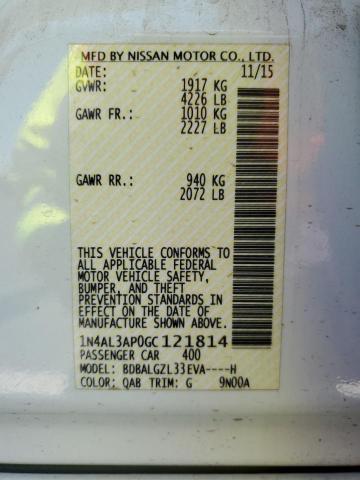 MFD BY NISSAN MOTOR CO., LTD.
DATE: 11/15
GVWR: 1917 KG
4226 LB
GAWR FR.: 1010 KG
2227 LB
GAWR RR.: 940 KG
2072 LB
THIS VEHICLE CONFORMS TO
ALL APPLICABLE FEDERAL
MOTOR VEHICLE SAFETY,
BUMPER, AND THEFT
PREVENTION STANDARDS IN
EFFECT ON THE DATE OF
MANUFACTURE SHOWN ABOVE.
1N4AL3AP0GC121814
PASSENGER CAR 400
MODEL: BDBALGZL33EVA----H
COLOR: QAB TRIM: G 9N00A